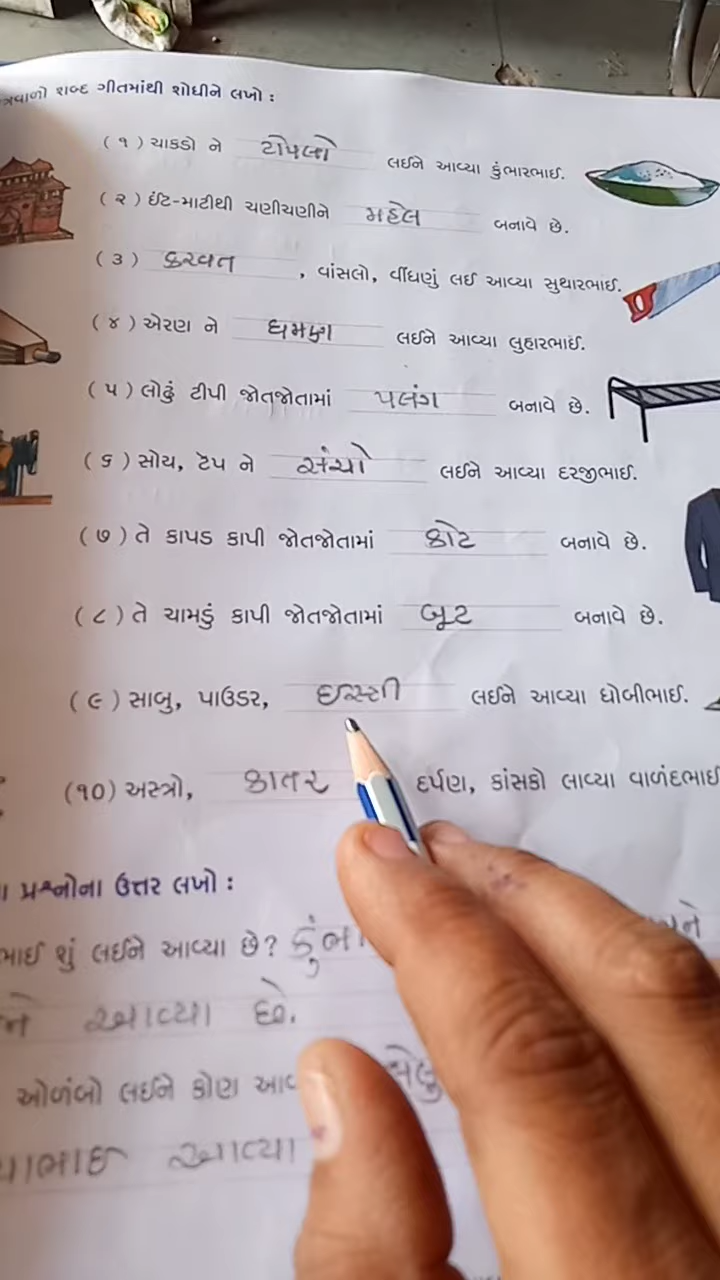 શબ્દ ગીતમાંથી શોધીને લખો :
(૧) ચાકડો ને ટોપલો લઈને આવ્યા કુંભારભાઈ.
(૨) ઈંટ-માટીથી ચણીચણીને મહેલ બનાવે છે.
(૩) કરવત , વાંસલો, વીંધણું લઈ આવ્યા સુથારભાઈ.
(૪) એરણ ને ધમણ લઈને આવ્યા લુહારભાઈ.
(૫) લોઢું ટીપી જોતજોતામાં પલંગ બનાવે છે.
(૬) સોય, ટેપ ને સંચો લઈને આવ્યા દરજીભાઈ.
(૭) તે કાપડ કાપી જોતજોતામાં કોટ બનાવે છે.
(૮) તે ચામડું કાપી જોતજોતામાં બૂટ બનાવે છે.
(૯) સાબુ, પાઉડર, ઈસ્ત્રી લઈને આવ્યા ધોબીભાઈ.
(૧૦) અસ્ત્રો, કાતર દર્પણ, કાંસકો લાવ્યા વાળંદભાઈ
પ્રશ્નોના ઉત્તર લખો :
ભાઈ શું લઈને આવ્યા છે?
ને આવ્યા છે.
ઓળંબો લઈને કોણ
આવ્યા